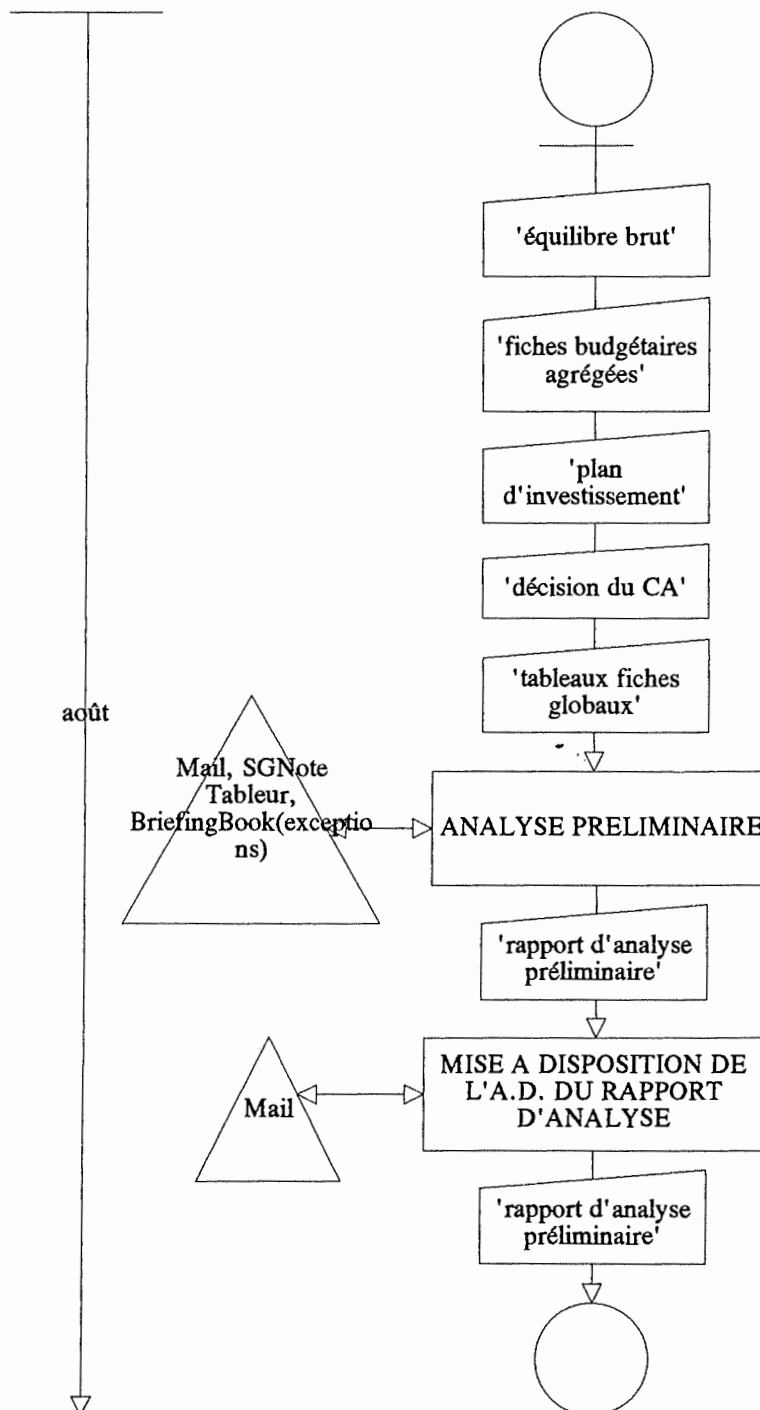 'équilibre brut'
'fiches budgétaires
agrégées'
'plan
d'investissement'
'décision du CA'
'tableaux fiches
globaux'
août
Mail, SGNote
Tableur,
BriefingBook(exceptio
ns)
ANALYSE PRELIMINAIRE
'rapport d'analyse
préliminaire'
Mail
MISE A DISPOSITION DE
L'A.D. DU RAPPORT
D'ANALYSE
'rapport d'analyse
préliminaire'